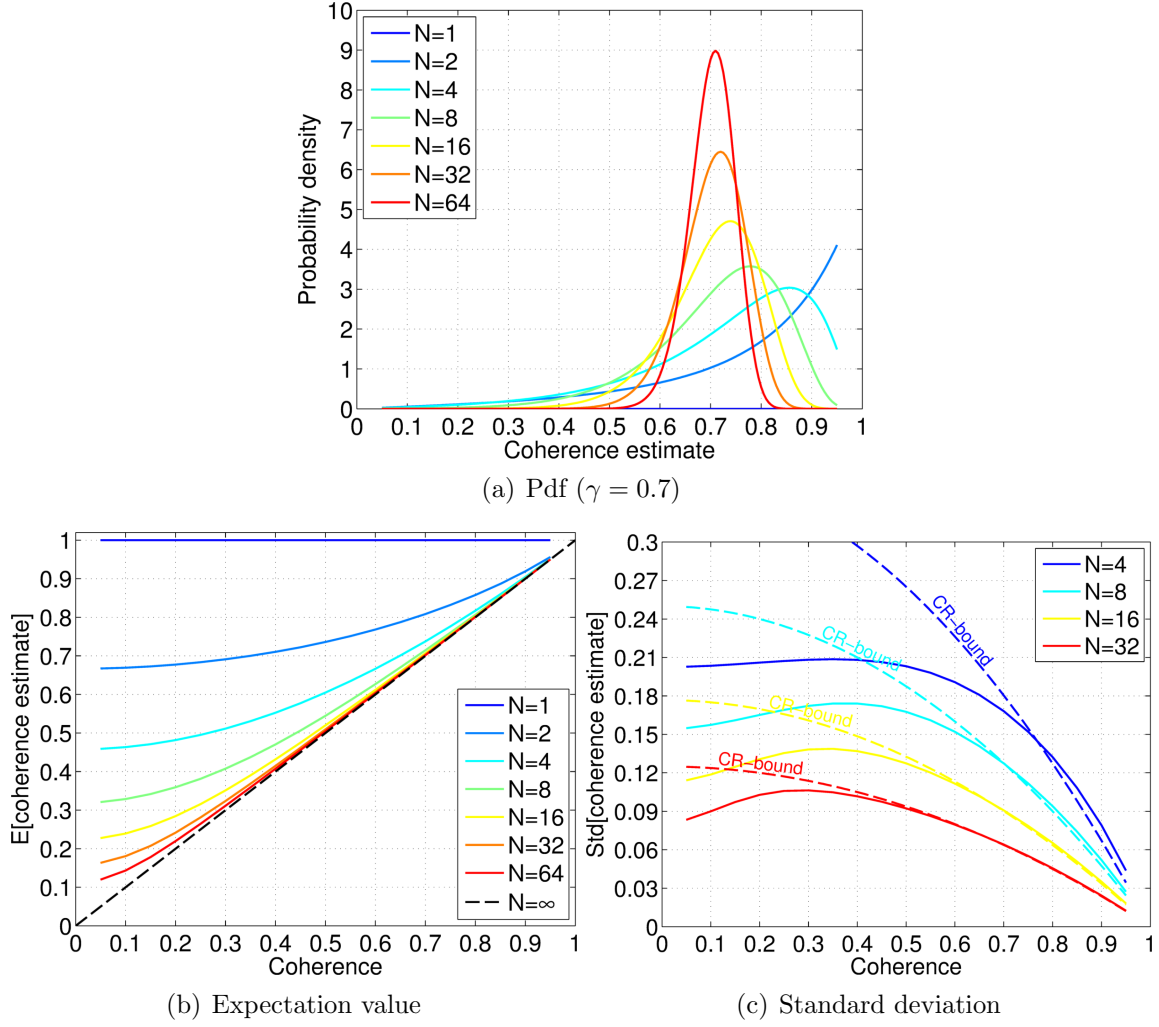 10
9
8
7
6
5
4
3
2
1
0
Probability density
N=1
N=2
N=4
N=8
N=16
N=32
N=64
0 0.1 0.2 0.3 0.4 0.5 0.6 0.7 0.8 0.9 1
Coherence estimate
(a) Pdf (γ = 0.7)
1
0.9
0.8
0.7
0.6
0.5
0.4
0.3
0.2
0.1
0
E[coherence estimate]
N=1
N=2
N=4
N=8
N=16
N=32
N=64
N=∞
0 0.1 0.2 0.3 0.4 0.5 0.6 0.7 0.8 0.9 1
Coherence
(b) Expectation value
0.3
0.27
0.24
0.21
0.18
0.15
0.12
0.09
0.06
0.03
0
Std[coherence estimate]
N=4
N=8
N=16
N=32
CR-bound
CR-bound
CR-bound
CR-bound
0 0.1 0.2 0.3 0.4 0.5 0.6 0.7 0.8 0.9 1
Coherence
(c) Standard deviation